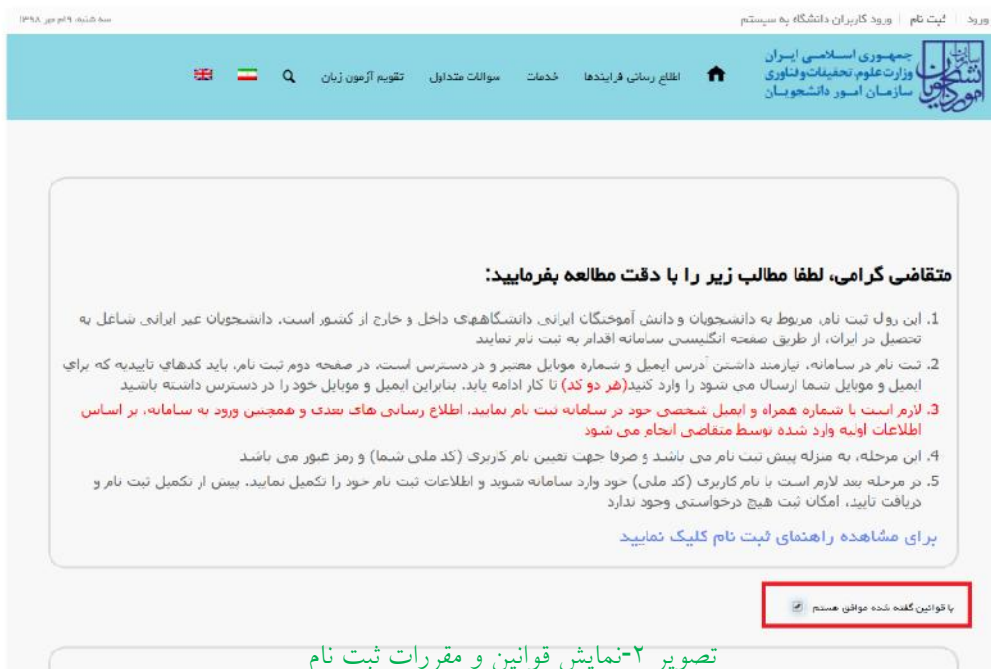 ورود | ثبت نام | ورود کاربران دانشگاه به سیستم
سه شنبه، ۹ام مهر ۱۳۹۸
جمهوری اسلامی ایران
وزارت علوم، تحقیقات و فناوری
سازمان امور دانشجویان
اطلاع رسانی فرایندها
خدمات
سوالات متداول
تقویم آزمون زبان
متقاضی گرامی، لطفا مطالب زیر را با دقت مطالعه بفرمایید:
1. این رول ثبت نام، مربوط به دانشجویان و دانش آموختگان ایرانی دانشگاههای داخل و خارج از کشور است. دانشجویان غیر ایرانی شاغل به
تحصیل در ایران، از طریق صفحه انگلیسی سامانه اقدام به ثبت نام نمایند
2. ثبت نام در سامانه، نیازمند داشتن آدرس ایمیل و شماره موبایل معتبر و در دسترس است. در صفحه دوم ثبت نام، باید کدهای تاییدیه که برای
ایمیل و موبایل شما ارسال می شود را وارد کنید(هر دو کد) تا کار ادامه یابد، بنابراین ایمیل و موبایل خود را در دسترس داشته باشید
3. لازم است با شماره همراه و ایمیل شخصی خود در سامانه ثبت نام نمایید، اطلاع رسانی های بعدی و همچنین ورود به سامانه، بر اساس
اطلاعات اولیه وارد شده توسط متقاضی انجام می شود
4. این مرحله، به منزله پیش ثبت نام می باشد و صرفا جهت تعیین نام کاربری (کد ملی شما) و رمز عبور می باشد
5. در مرحله بعد لازم است با نام کاربری (کد ملی) خود وارد سامانه شوید و اطلاعات ثبت نام خود را تکمیل نمایید. پیش از تکمیل ثبت نام و
دریافت تایید، امکان ثبت هیچ درخواستی وجود ندارد
برای مشاهده راهنمای ثبت نام کلیک نمایید
با قوانین گفته شده موافق هستم
تصویر ۲-نمایش قوانین و مقررات ثبت نام